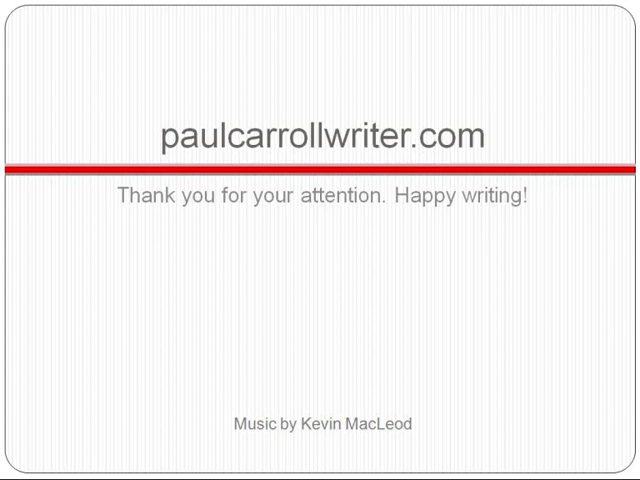 paulcarrollwriter.com
Thank you for your attention. Happy writing!
Music by Kevin MacLeod